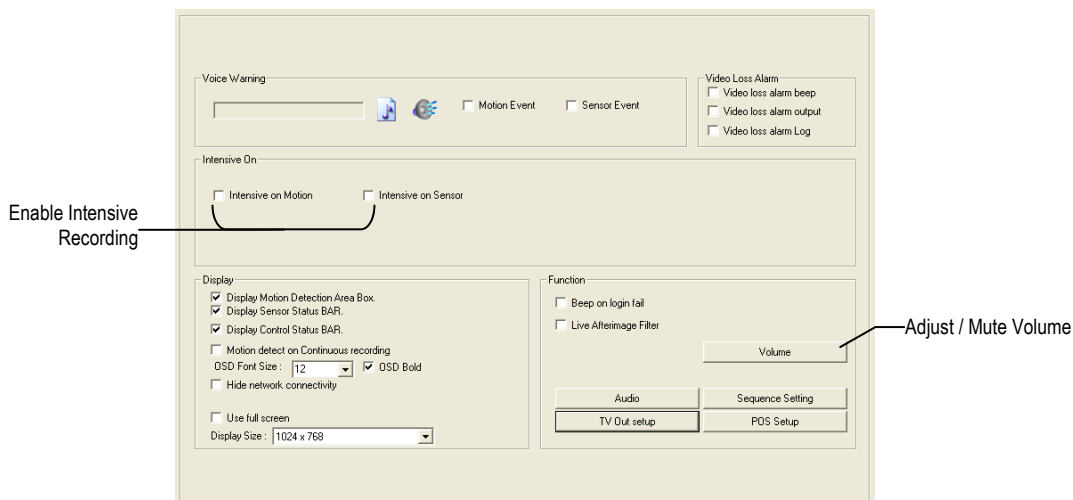 Voice Warning
Motion Event
Sensor Event
Video Loss Alarm
Video loss alarm beep
Video loss alarm output
Video loss alarm Log
Intensive On
Intensive on Motion
Intensive on Sensor
Enable Intensive
Recording
Display
Display Motion Detection Area Box.
Display Sensor Status BAR.
Display Control Status BAR.
Motion detect on Continuous recording
OSD Font Size : 12
OSD Bold
Hide network connectivity
Use full screen
Display Size : 1024 x 768
Function
Beep on login fail
Live Afterimage Filter
Volume
Adjust / Mute Volume
Audio
Sequence Setting
TV Out setup
POS Setup